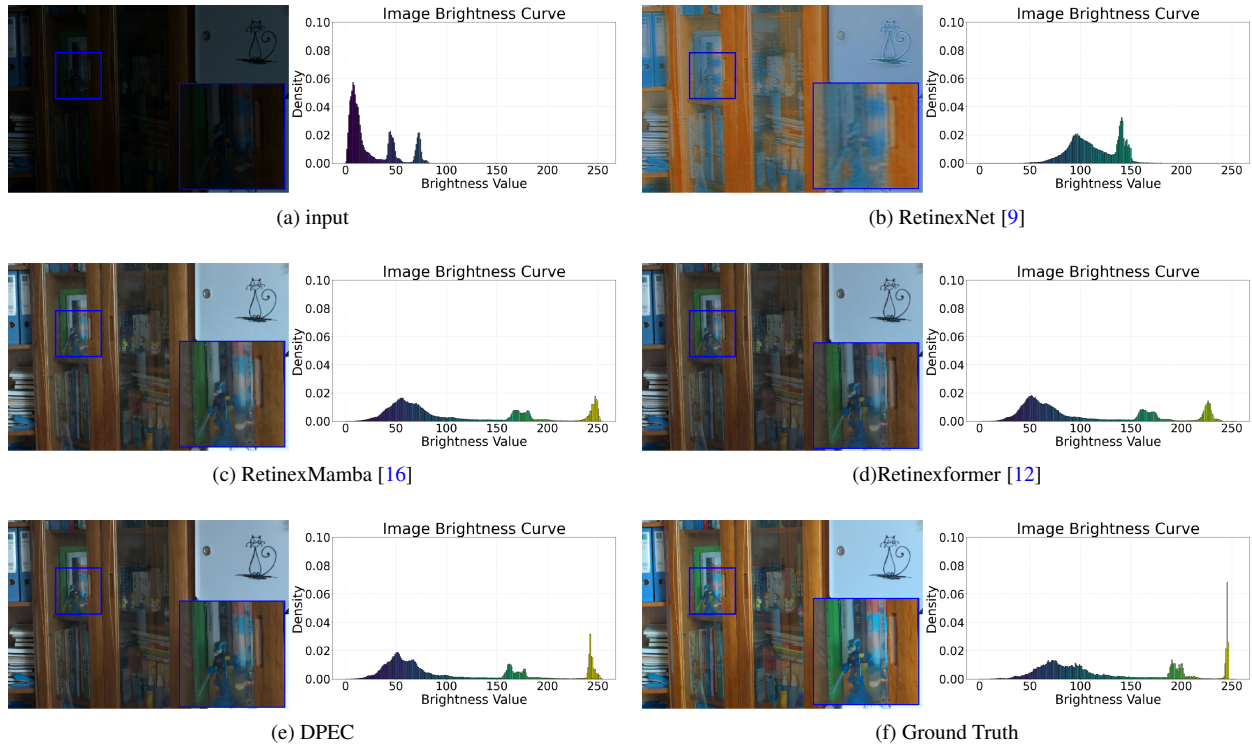 Image Brightness Curve
Density
0.10
0.08
0.06
0.04
0.02
0.00
0 50 100 150 200 250
Brightness Value
(a) input
Image Brightness Curve
Density
0.10
0.08
0.06
0.04
0.02
0.00
0 50 100 150 200 250
Brightness Value
(b) RetinexNet [9]
Image Brightness Curve
Density
0.10
0.08
0.06
0.04
0.02
0.00
0 50 100 150 200 250
Brightness Value
(c) RetinexMamba [16]
Image Brightness Curve
Density
0.10
0.08
0.06
0.04
0.02
0.00
0 50 100 150 200 250
Brightness Value
(d)Retinexformer [12]
Image Brightness Curve
Density
0.10
0.08
0.06
0.04
0.02
0.00
0 50 100 150 200 250
Brightness Value
(e) DPEC
Image Brightness Curve
Density
0.10
0.08
0.06
0.04
0.02
0.00
0 50 100 150 200 250
Brightness Value
(f) Ground Truth